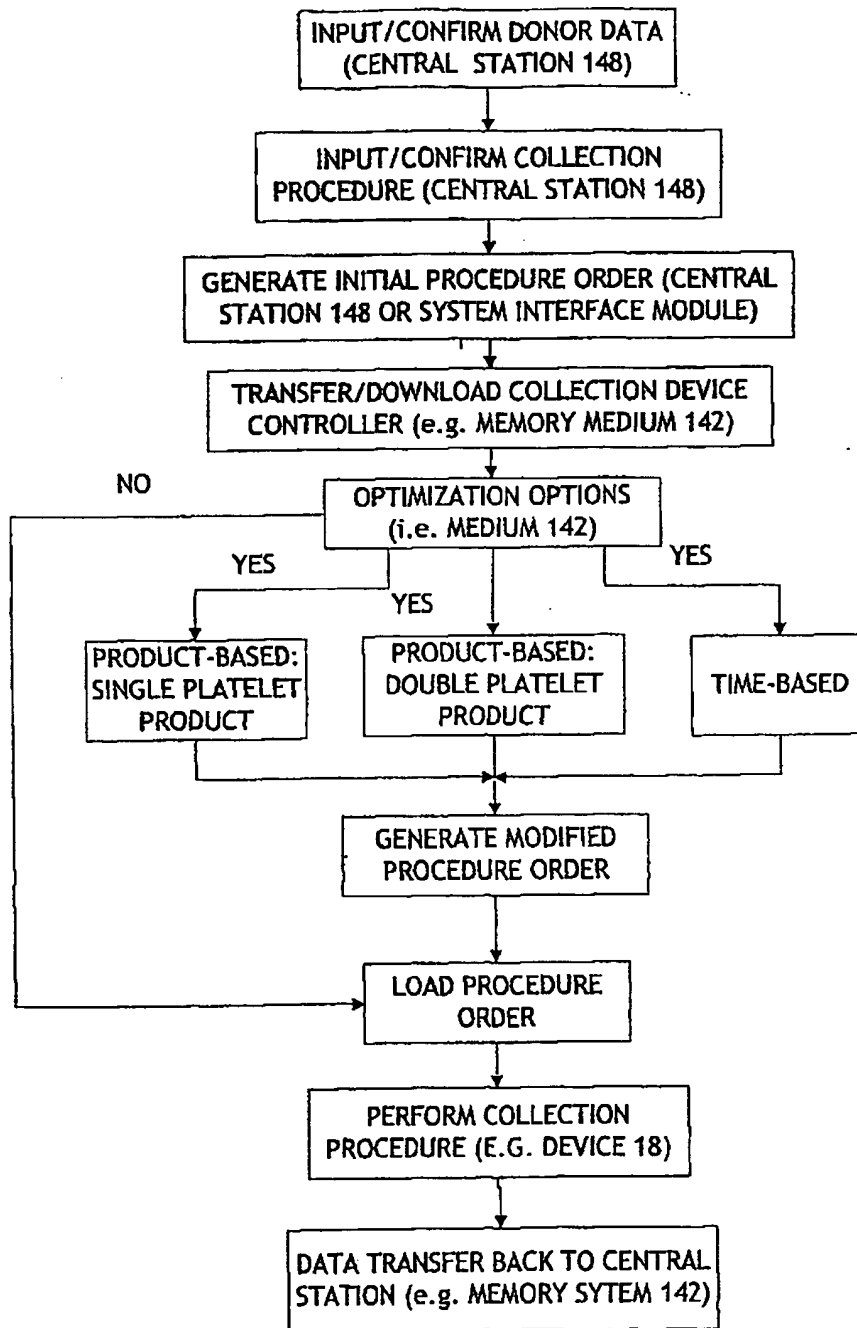 INPUT/CONFIRM DONOR DATA
(CENTRAL STATION 148)
INPUT/CONFIRM COLLECTION
PROCEDURE (CENTRAL STATION 148)
GENERATE INITIAL PROCEDURE ORDER (CENTRAL
STATION 148 OR SYSTEM INTERFACE MODULE)
TRANSFER/DOWNLOAD COLLECTION DEVICE
CONTROLLER (e.g. MEMORY MEDIUM 142)
NO
OPTIMIZATION OPTIONS
(i.e. MEDIUM 142)
YES
YES
YES
PRODUCT-BASED:
SINGLE PLATELET
PRODUCT
PRODUCT-BASED:
DOUBLE PLATELET
PRODUCT
TIME-BASED
GENERATE MODIFIED
PROCEDURE ORDER
LOAD PROCEDURE
ORDER
PERFORM COLLECTION
PROCEDURE (E.G. DEVICE 18)
DATA TRANSFER BACK TO CENTRAL
STATION (e.g. MEMORY SYTEM 142)